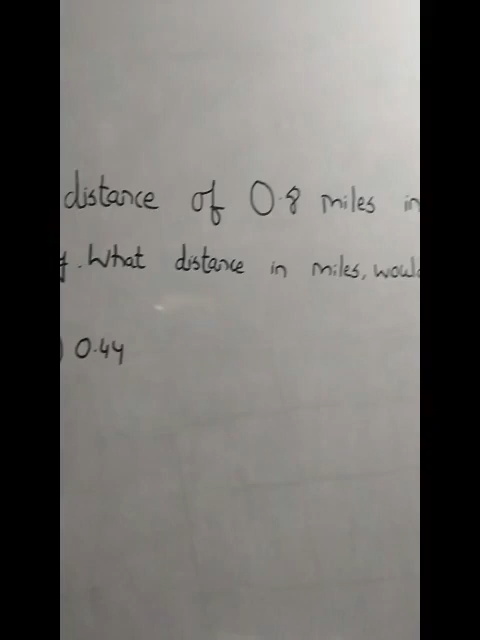 distance of 0.8 miles in
. What distance in miles, would
) 0.44